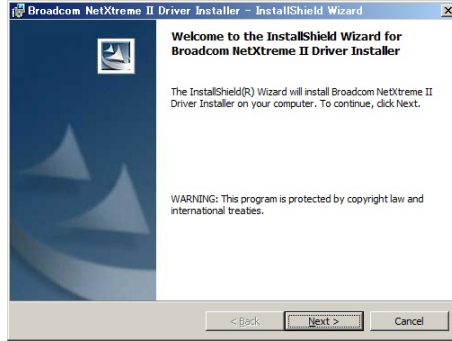 Broadcom NetXtreme II Driver Installer - InstallShield Wizard
Welcome to the InstallShield Wizard for
Broadcom NetXtreme II Driver Installer
The InstallShield(R) Wizard will install Broadcom NetXtreme II
Driver Installer on your computer. To continue, click Next.
WARNING: This program is protected by copyright law and
international treaties.
< Back
Next >
Cancel